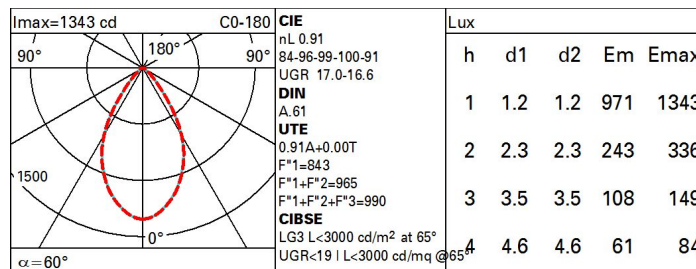 Imax=1343 cd C0-180
90° 180° 90°
1500
0°
α=60°
CIE
nL 0.91
84-96-99-100-91
UGR 17.0-16.6
DIN
A.61
UTE
0.91A+0.00T
F"1=843
F"1+F"2=965
F"1+F"2+F"3=990
CIBSE
LG3 L<3000 cd/m² at 65°
UGR<19 | L<3000 cd/mq @65°
Lux
h d1 d2 Em Emax
1 1.2 1.2 971 1343
2 2.3 2.3 243 336
3 3.5 3.5 108 149
4 4.6 4.6 61 84